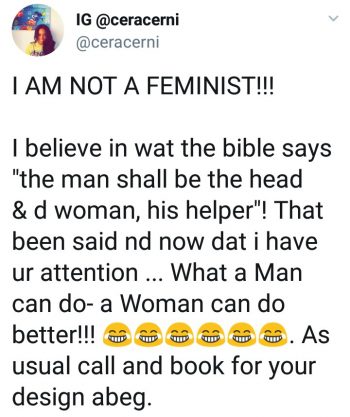 IG @ceracerni
@ceracerni
I AM NOT A FEMINIST!!!
I believe in wat the bible says
"the man shall be the head
& d woman, his helper"! That
been said nd now dat i have
ur attention ... What a Man
can do- a Woman can do
better!!! 😂😂😂😂😂😂. As
usual call and book for your
design abeg.